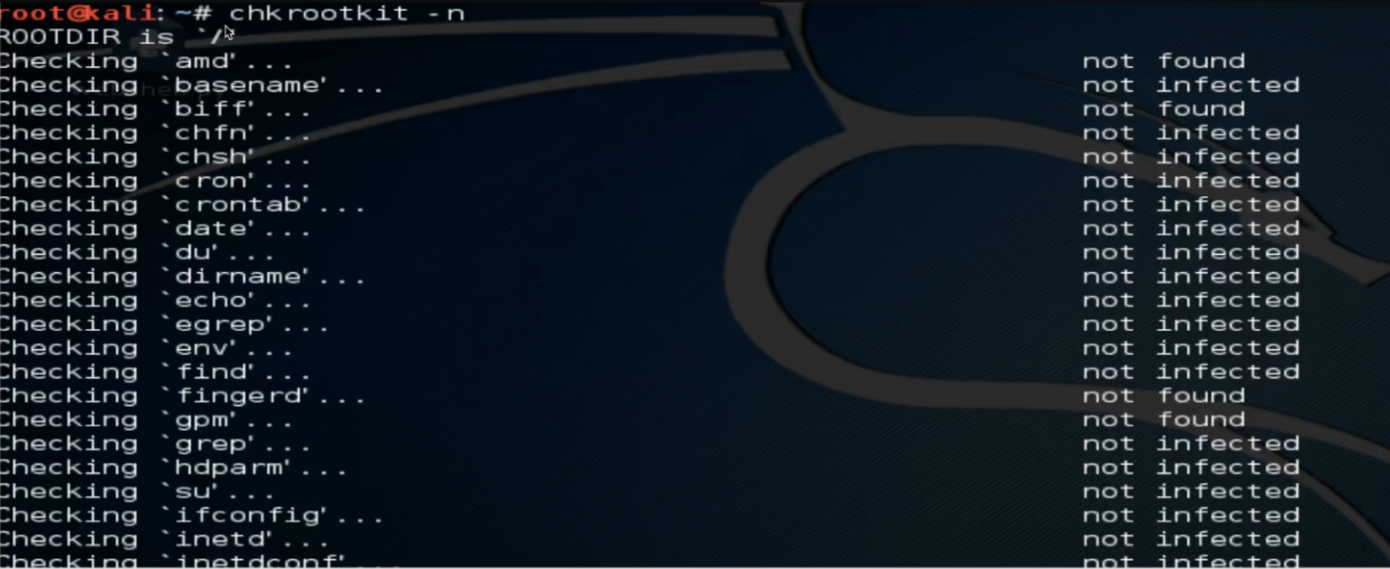 root@kali:~# chkrootkit -n
ROOTDIR is `/'
Checking `amd'... not found
Checking `basename'... not infected
Checking `biff'... not found
Checking `chfn'... not infected
Checking `chsh'... not infected
Checking `cron'... not infected
Checking `crontab'... not infected
Checking `date'... not infected
Checking `du'... not infected
Checking `dirname'... not infected
Checking `echo'... not infected
Checking `egrep'... not infected
Checking `env'... not infected
Checking `find'... not infected
Checking `fingerd'... not found
Checking `gpm'... not found
Checking `grep'... not infected
Checking `hdparm'... not infected
Checking `su'... not infected
Checking `ifconfig'... not infected
Checking `inetd'... not infected
Checking `inetdconf'... not infected